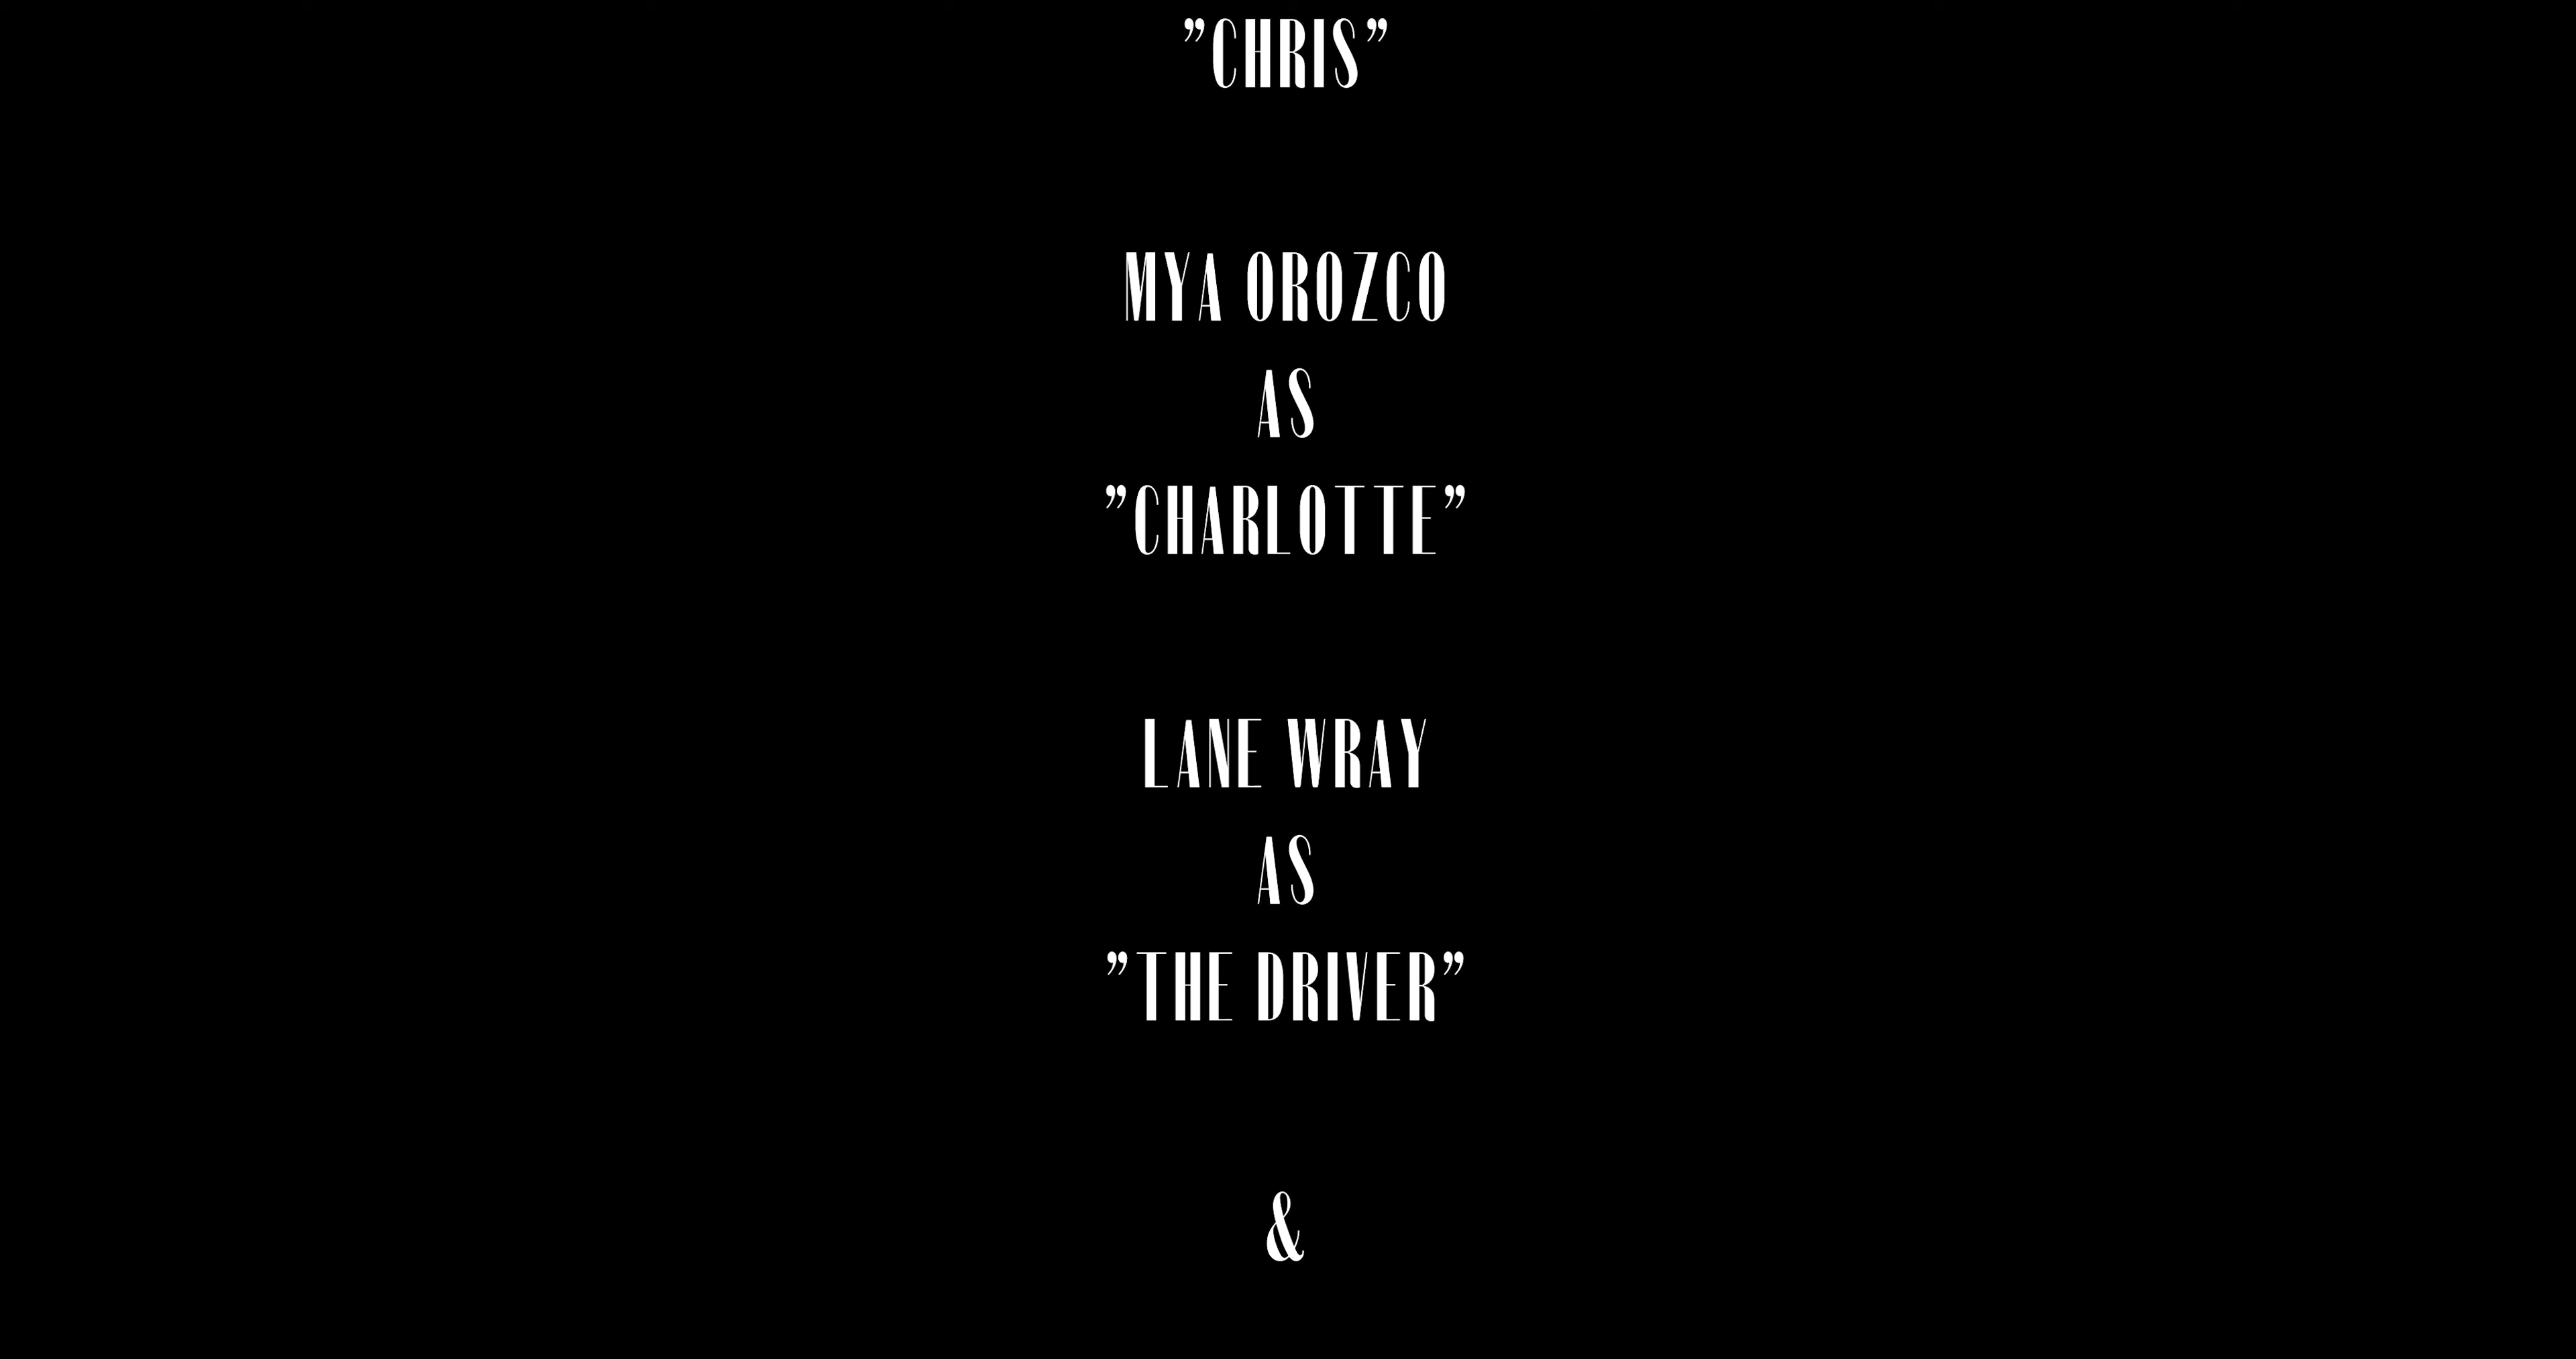 ”CHRIS”
MYA OROZCO
AS
”CHARLOTTE”
LANE WRAY
AS
”THE DRIVER”
&